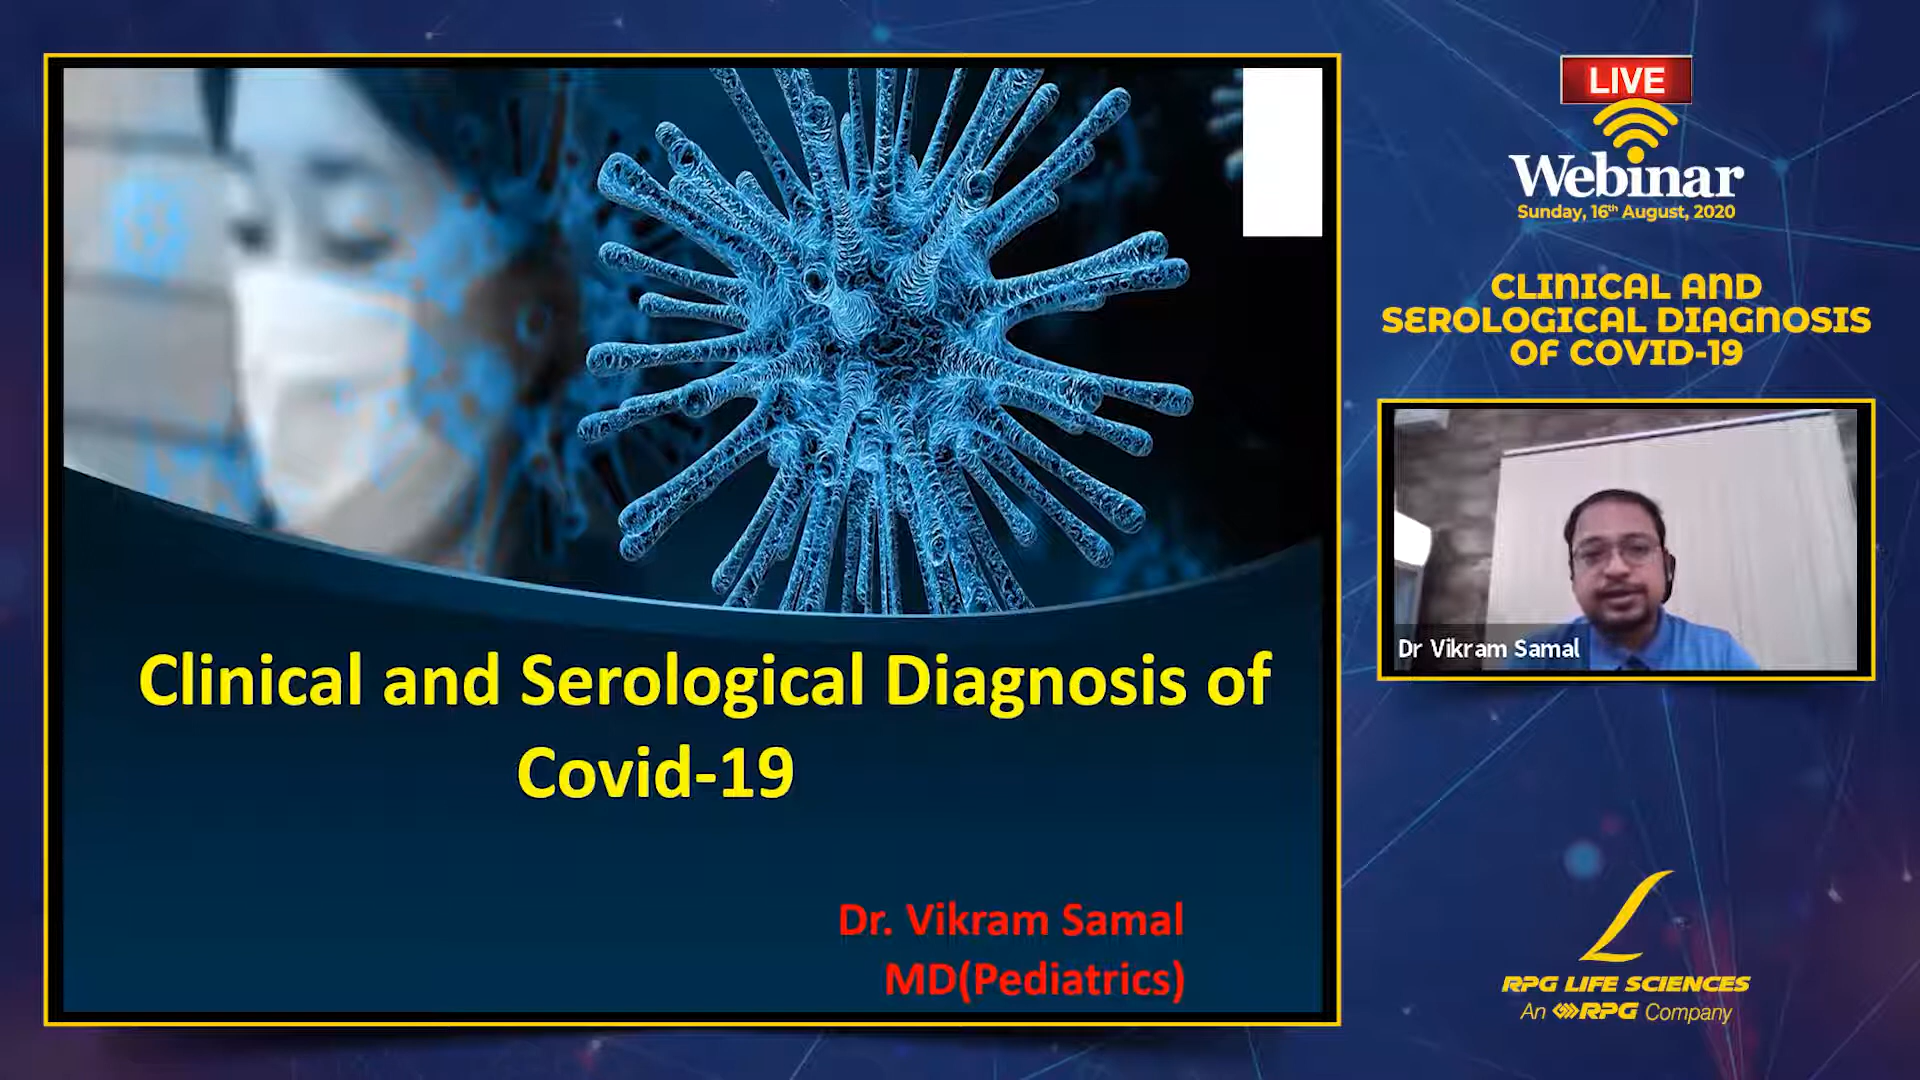 Clinical and Serological Diagnosis of
Covid-19
Dr. Vikram Samal
MD(Pediatrics)
LIVE
Webinar
Sunday, 16th August, 2020
CLINICAL AND
SEROLOGICAL DIAGNOSIS
OF COVID-19
Dr Vikram Samal
RPG LIFE SCIENCES
An RPG Company